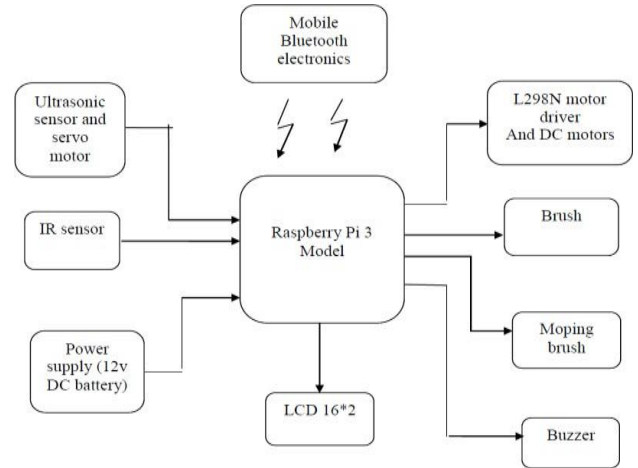 Mobile
Bluetooth
electronics
Ultrasonic
sensor and
servo
motor
L298N motor
driver
And DC motors
IR sensor
Raspberry Pi 3
Model
Brush
Power
supply (12v
DC battery)
Moping
brush
LCD 16*2
Buzzer